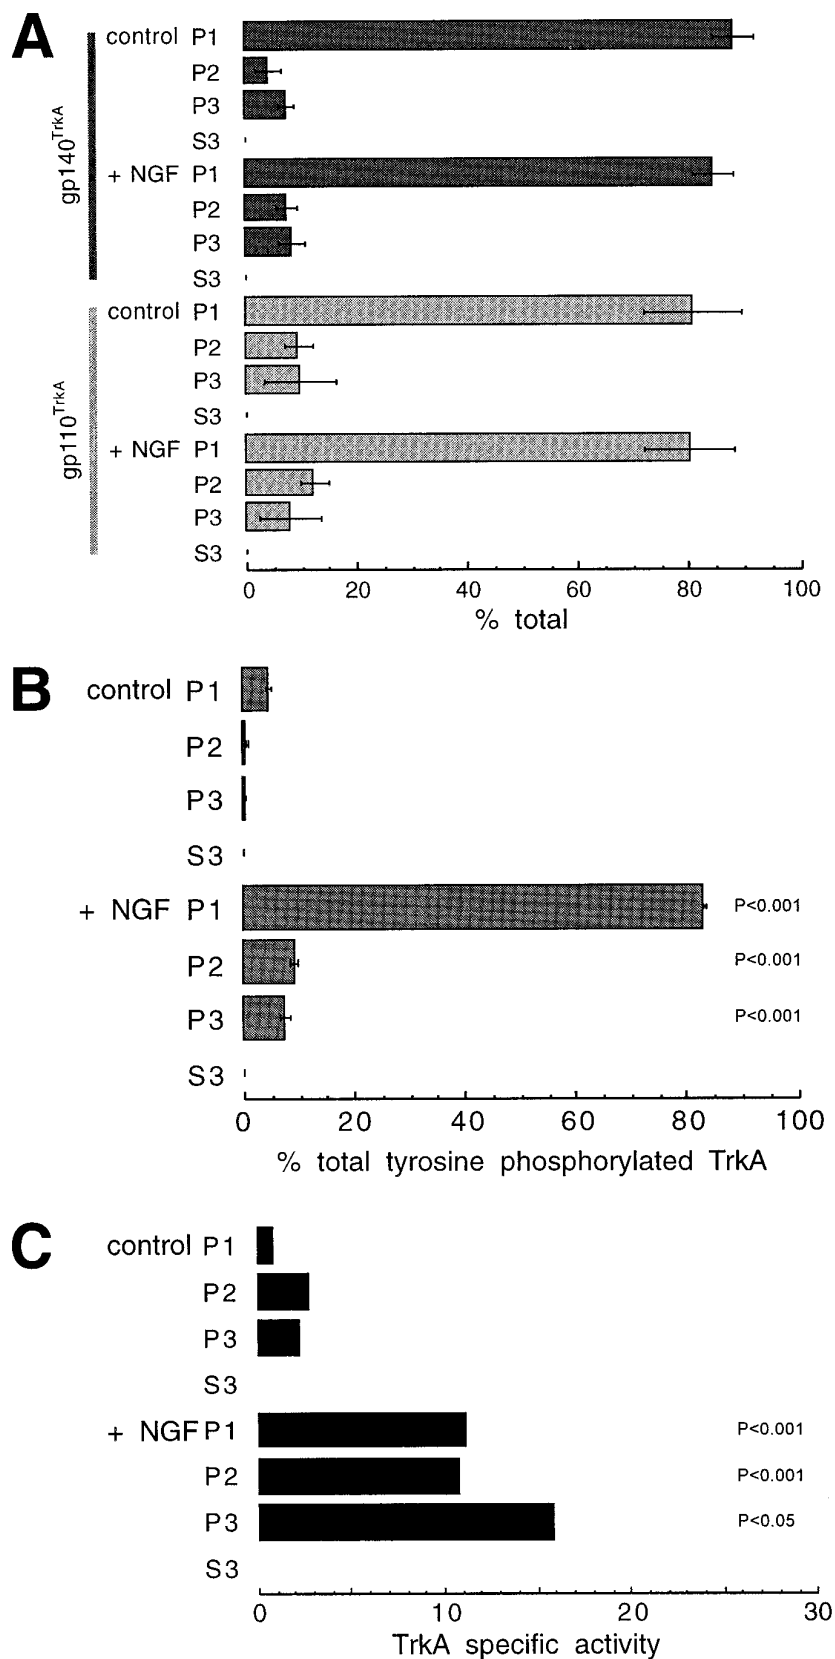 A
gp140TrkA
control P1
P2
P3
S3
+ NGF P1
P2
P3
S3
gp110TrkA
control P1
P2
P3
S3
+ NGF P1
P2
P3
S3
0 20 40 60 80 100
% total
B
control P1
P2
P3
S3
+ NGF P1 P<0.001
P2 P<0.001
P3 P<0.001
S3
0 20 40 60 80 100
% total tyrosine phosphorylated TrkA
C
control P1
P2
P3
S3
+ NGF P1 P<0.001
P2 P<0.001
P3 P<0.05
S3
0 10 20 30
TrkA specific activity